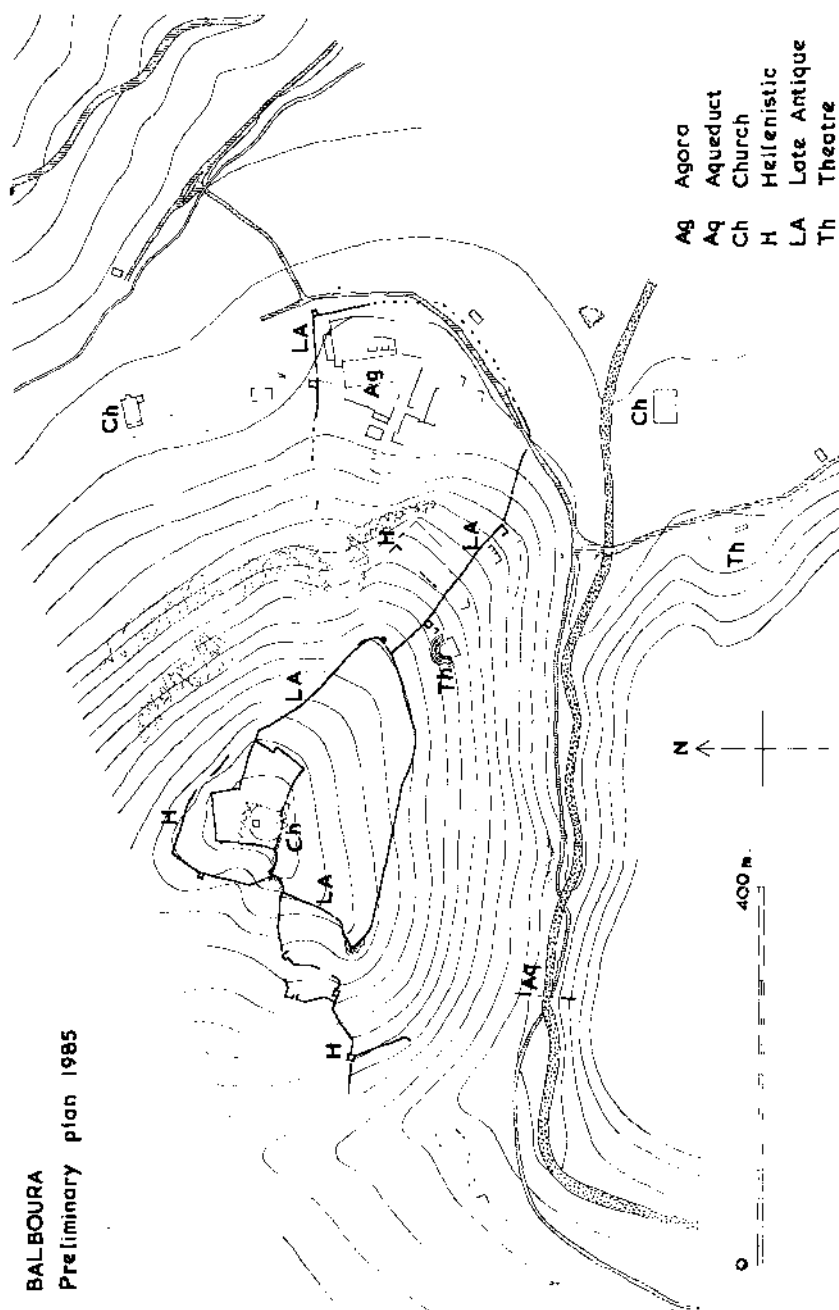 BALBOURA
Preliminary plan 1985
Ch
H
LA
LA
Ch
LA
Ag
H
H
Th
LA
Aq
Ch
N
Th
0 400 m.
Ag Agora
Aq Aqueduct
Ch Church
H Hellenistic
LA Late Antique
Th Theatre